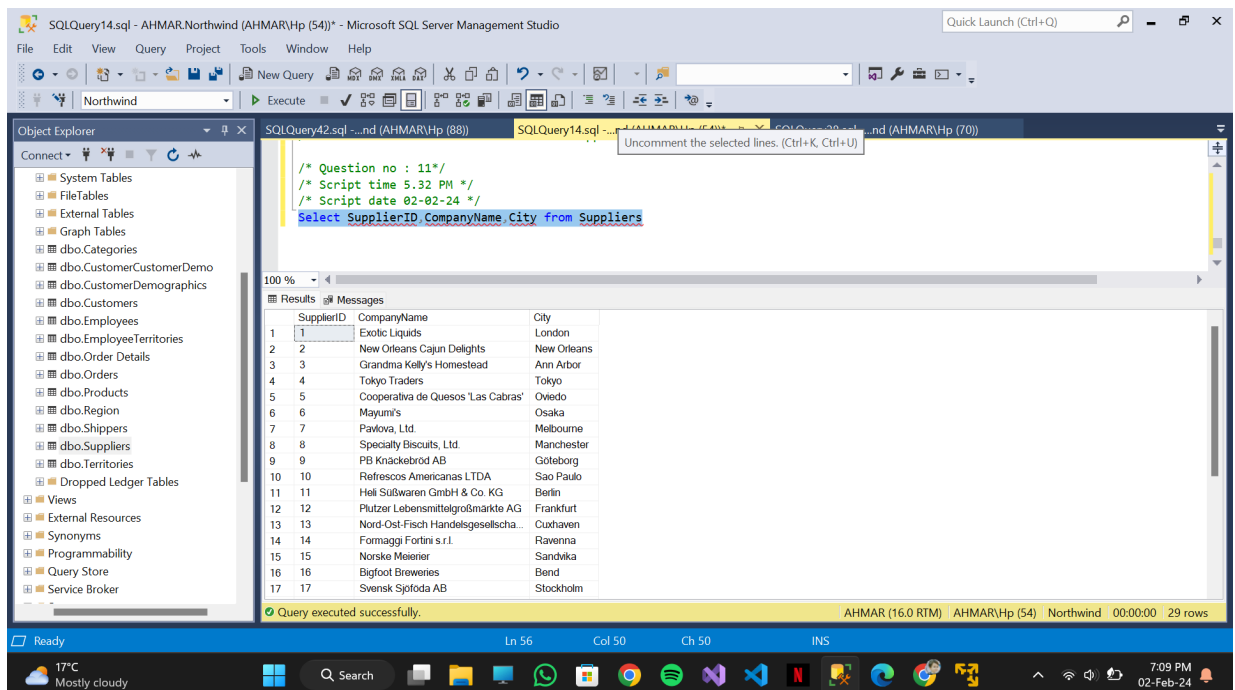 SQLQuery14.sql - AHMAR.Northwind (AHMAR\Hp (54))* - Microsoft SQL Server Management Studio
Quick Launch (Ctrl+Q)
File Edit View Query Project Tools Window Help
New Query MDX DMX XMLA DAX
Northwind Execute
Object Explorer
SQLQuery42.sql -...nd (AHMAR\Hp (88)) SQLQuery14.sql -...nd (AHMAR\Hp (54))* ...nd (AHMAR\Hp (70))
Uncomment the selected lines. (Ctrl+K, Ctrl+U)
Connect
System Tables
FileTables
External Tables
Graph Tables
dbo.Categories
dbo.CustomerCustomerDemo
dbo.CustomerDemographics
dbo.Customers
dbo.Employees
dbo.EmployeeTerritories
dbo.Order Details
dbo.Orders
dbo.Products
dbo.Region
dbo.Shippers
dbo.Suppliers
dbo.Territories
Dropped Ledger Tables
Views
External Resources
Synonyms
Programmability
Query Store
Service Broker
/* Question no : 11*/
/* Script time 5.32 PM */
/* Script date 02-02-24 */
Select SupplierID,CompanyName,City from Suppliers
100 %
Results Messages
SupplierID CompanyName City
1 1 Exotic Liquids London
2 2 New Orleans Cajun Delights New Orleans
3 3 Grandma Kelly's Homestead Ann Arbor
4 4 Tokyo Traders Tokyo
5 5 Cooperativa de Quesos 'Las Cabras' Oviedo
6 6 Mayumi's Osaka
7 7 Pavlova, Ltd. Melbourne
8 8 Specialty Biscuits, Ltd. Manchester
9 9 PB Knäckebröd AB Göteborg
10 10 Refrescos Americanas LTDA Sao Paulo
11 11 Heli Süßwaren GmbH & Co. KG Berlin
12 12 Plutzer Lebensmittelgroßmärkte AG Frankfurt
13 13 Nord-Ost-Fisch Handelsgesellscha... Cuxhaven
14 14 Formaggi Fortini s.r.l. Ravenna
15 15 Norske Meierier Sandvika
16 16 Bigfoot Breweries Bend
17 17 Svensk Sjöföda AB Stockholm
Query executed successfully. AHMAR (16.0 RTM) AHMAR\Hp (54) Northwind 00:00:00 29 rows
Ready Ln 56 Col 50 Ch 50 INS
17°C
Mostly cloudy
Search
7:09 PM
02-Feb-24